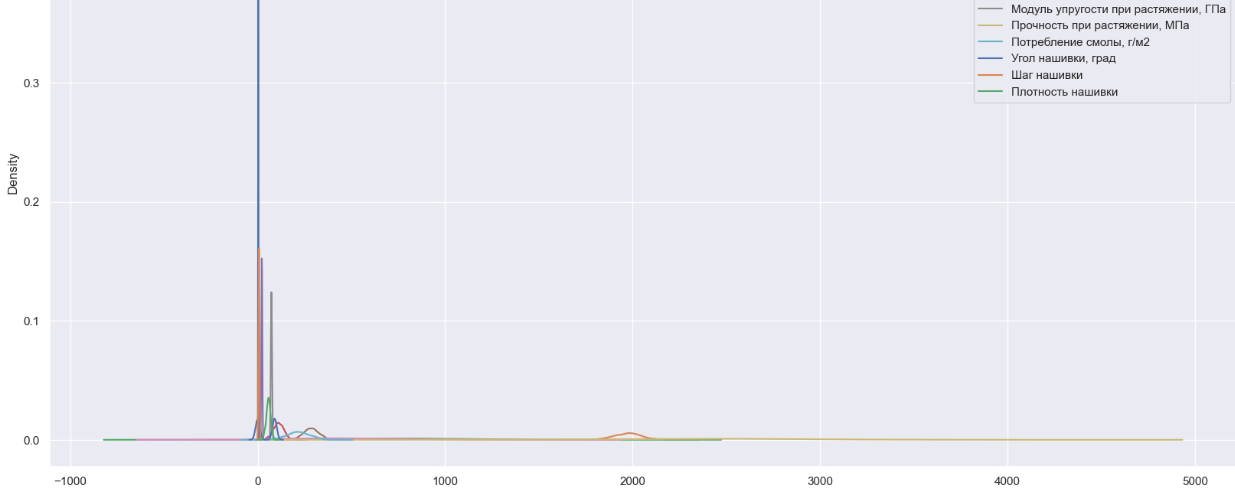 Модуль упругости при растяжении, ГПа
Прочность при растяжении, МПа
Потребление смолы, г/м2
Угол нашивки, град
Шаг нашивки
Плотность нашивки
0.3
0.2
0.1
0.0
Density
−1000
0
1000
2000
3000
4000
5000